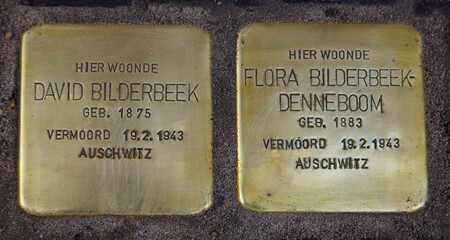 HIER WOONDE
DAVID BILDERBEEK
GEB. 1875
VERMOORD 19.2.1943
AUSCHWITZ
HIER WOONDE
FLORA BILDERBEEK-
DENNEBOOM
GEB. 1883
VERMOORD 19.2.1943
AUSCHWITZ